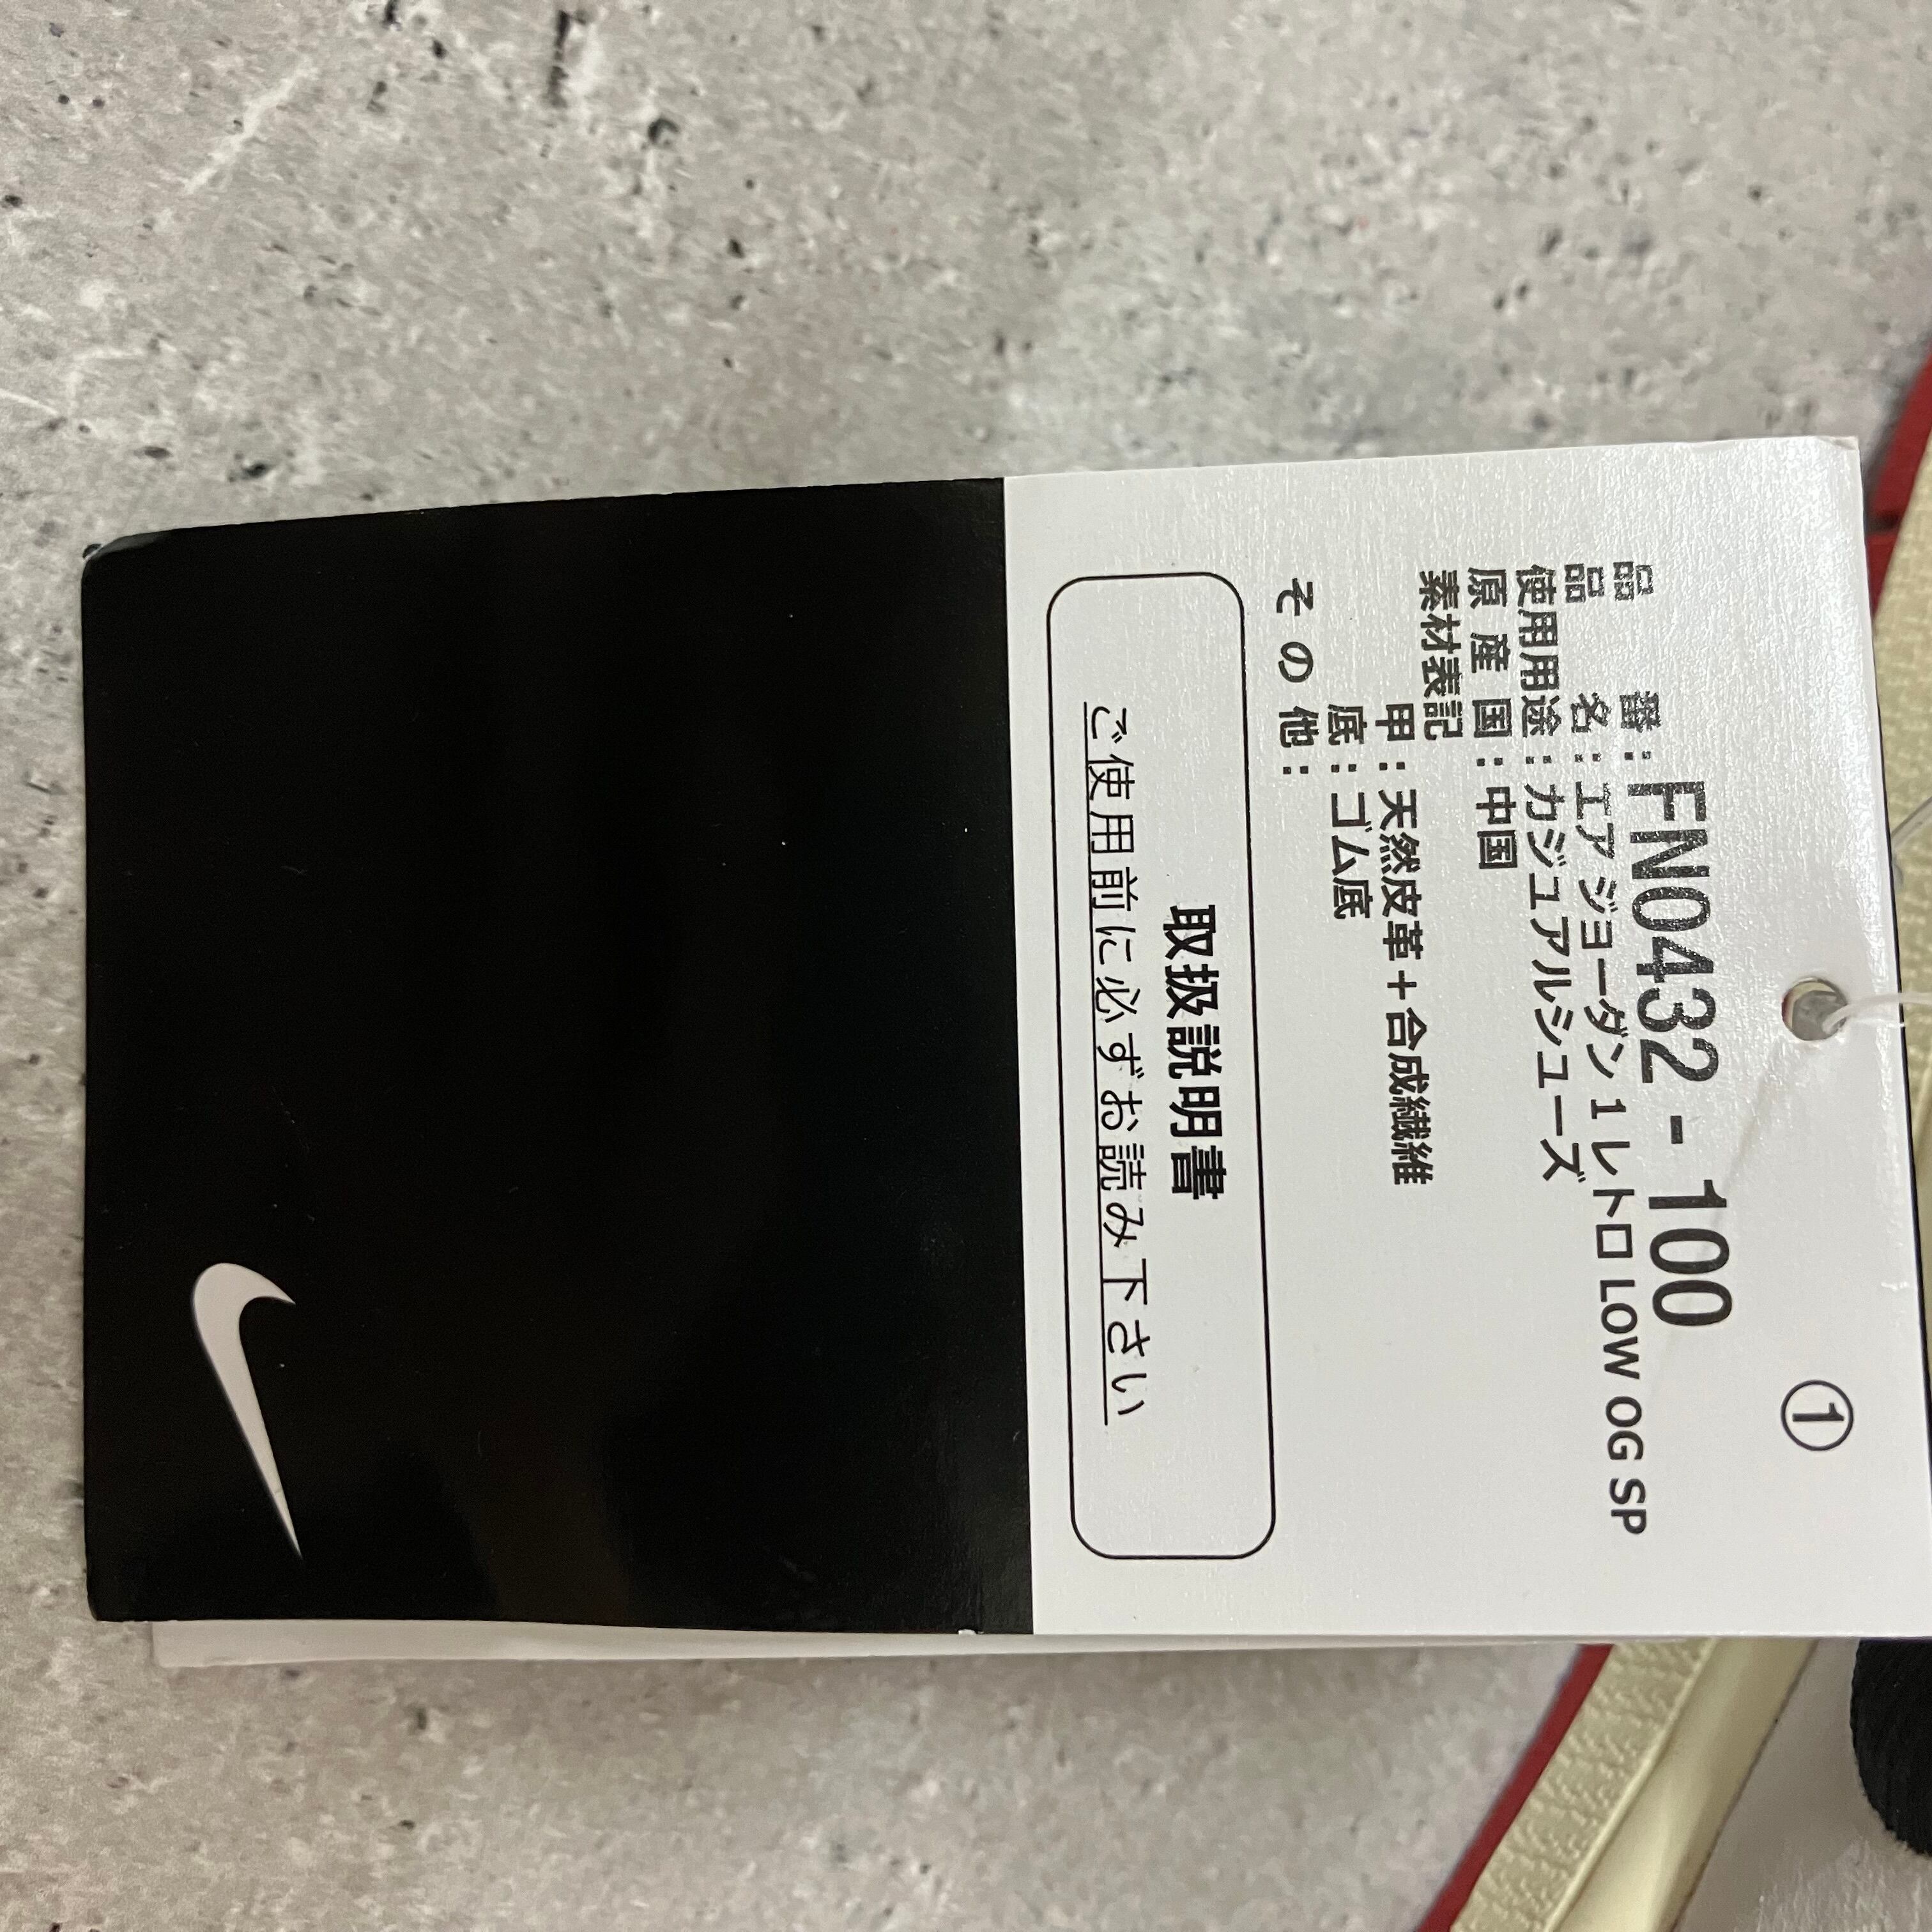 ①
品番：FN0432 - 100
品名：エア ジョーダン 1 レトロ LOW OG SP
使用用途：カジュアルシューズ
原産国：中国
素材表記
甲：天然皮革＋合成繊維
底：ゴム底
その他：
取扱説明書
ご使用前に必ずお読み下さい